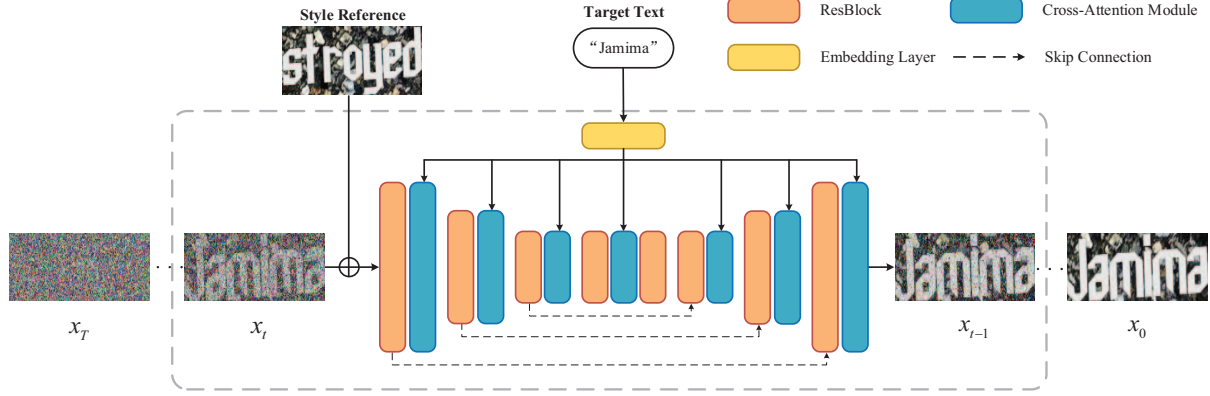 Style Reference
Target Text
ResBlock
Cross-Attention Module
Embedding Layer
Skip Connection
stroyed
“Jamima”
x_T
x_t
x_{t-1}
x_0
Jamima
Jamima
Jamima